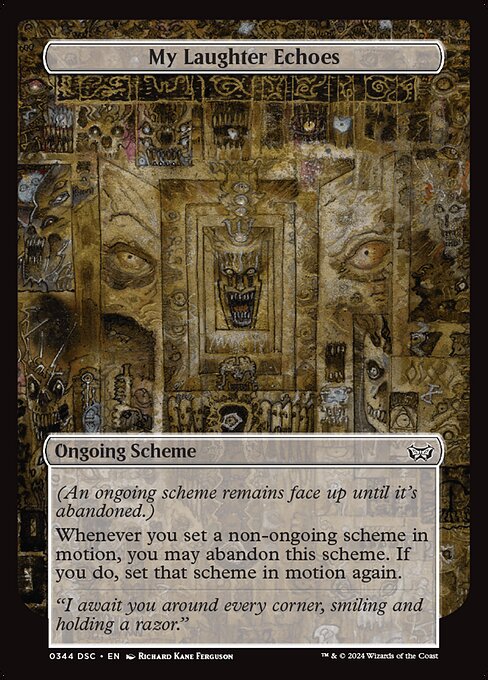 My Laughter Echoes
Ongoing Scheme
(An ongoing scheme remains face up until it's
abandoned.)
Whenever you set a non-ongoing scheme in
motion, you may abandon this scheme. If
you do, set that scheme in motion again.
"I await you around every corner, smiling and
holding a razor."
0344 DSC • EN Richard Kane Ferguson
™ & © 2024 Wizards of the Coast